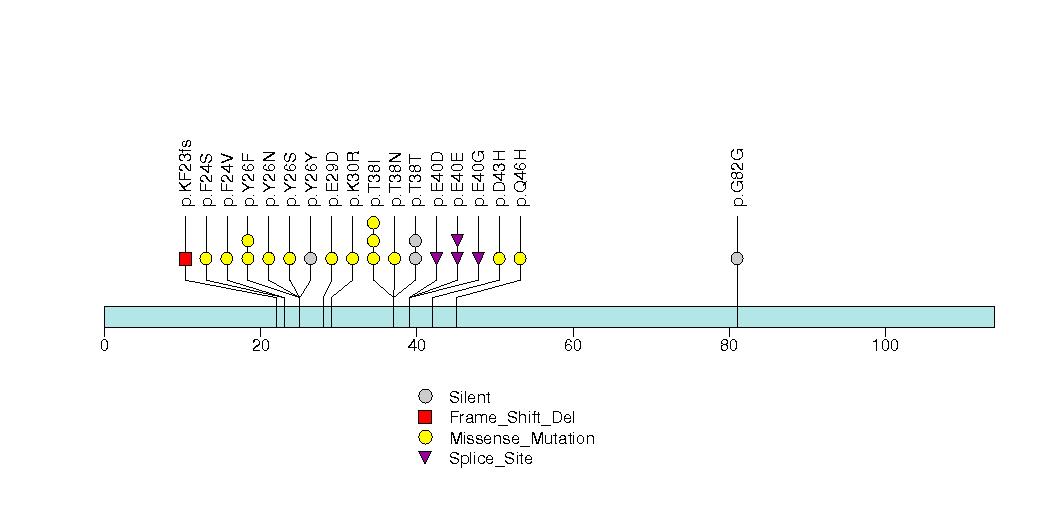 p.KF23fs
p.F24S
p.F24V
p.Y26F
p.Y26N
p.Y26S
p.Y26Y
p.E29D
p.K30R
p.T38I
p.T38N
p.T38T
p.E40D
p.E40E
p.E40G
p.D43H
p.Q46H
p.G82G
0 20 40 60 80 100
Silent
Frame_Shift_Del
Missense_Mutation
Splice_Site